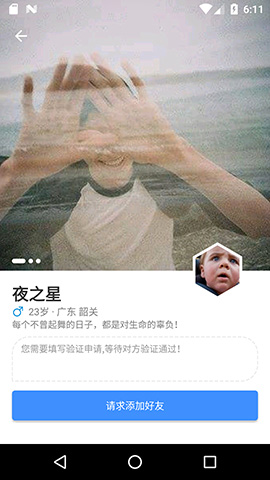 6:11
夜之星
23岁 · 广东 韶关
每个不曾起舞的日子，都是对生命的辜负！
您需要填写验证申请,等待对方验证通过！
请求添加好友